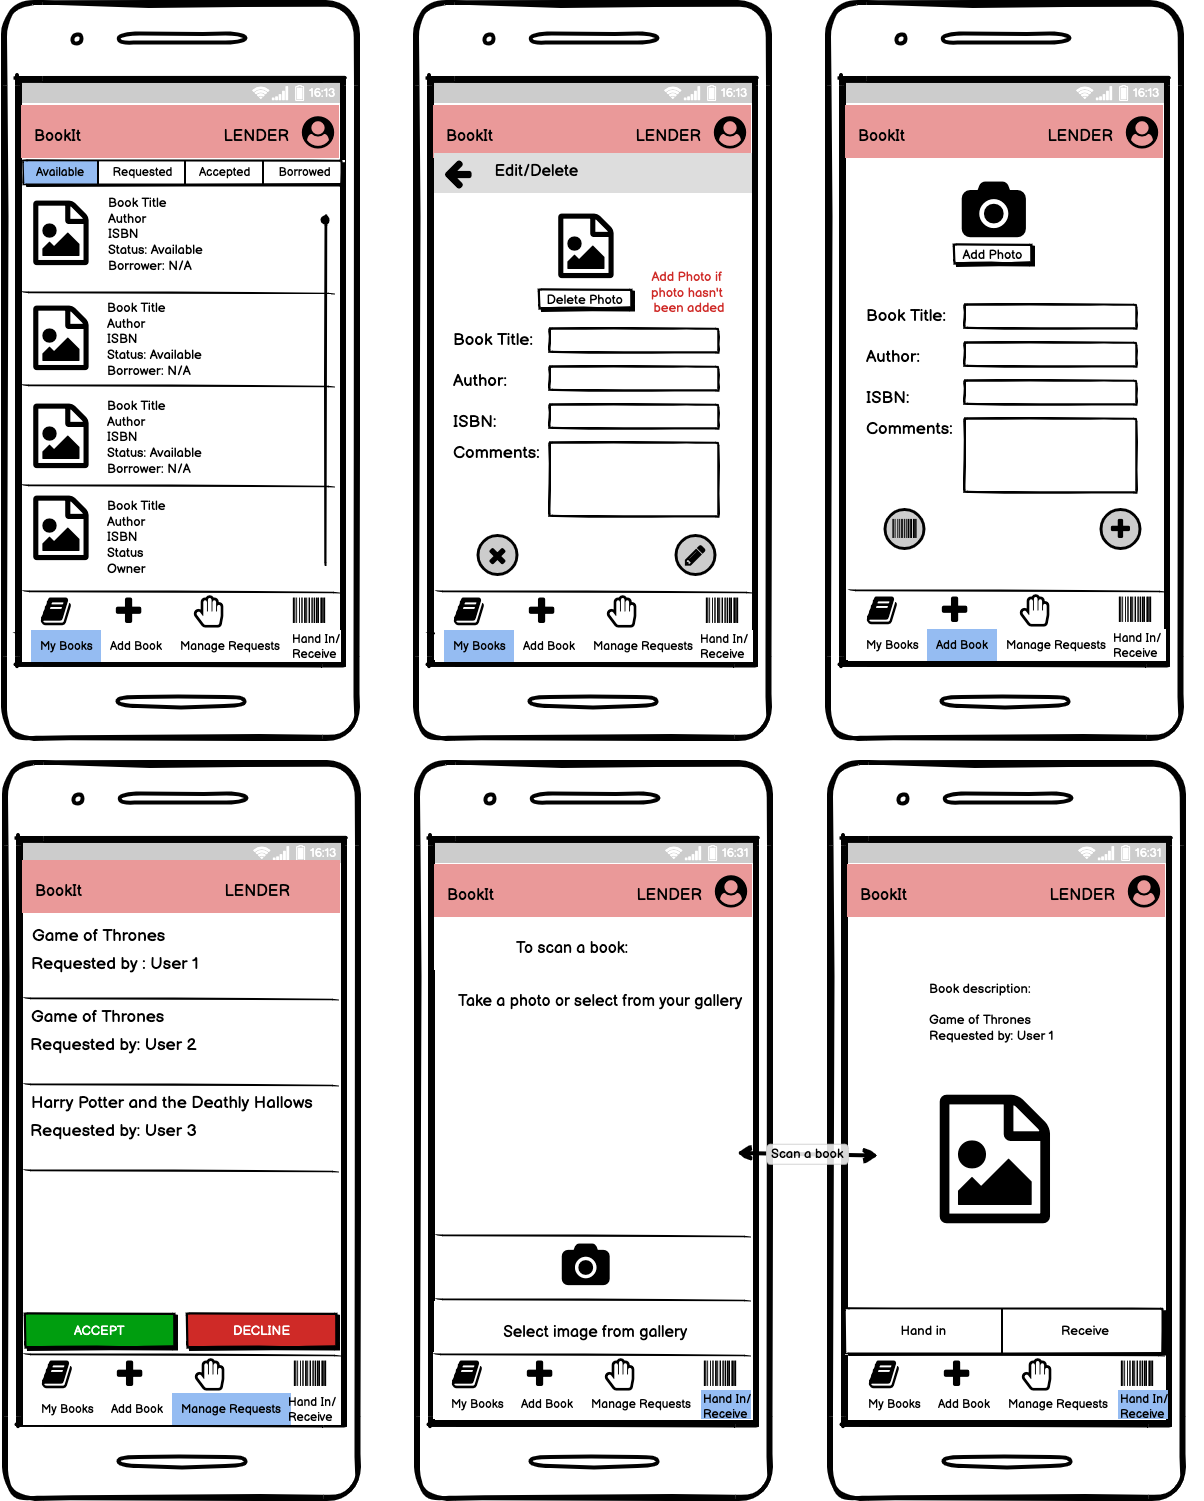 16:13
BookIt LENDER
Available Requested Accepted Borrowed
Book Title
Author
ISBN
Status: Available
Borrower: N/A
Book Title
Author
ISBN
Status: Available
Borrower: N/A
Book Title
Author
ISBN
Status: Available
Borrower: N/A
Book Title
Author
ISBN
Status
Owner
My Books Add Book Manage Requests Hand In/
Receive
16:13
BookIt LENDER
Edit/Delete
Delete Photo
Add Photo if
photo hasn't
been added
Book Title:
Author:
ISBN:
Comments:
My Books Add Book Manage Requests Hand In/
Receive
16:13
BookIt LENDER
Add Photo
Book Title:
Author:
ISBN:
Comments:
My Books Add Book Manage Requests Hand In/
Receive
16:13
BookIt LENDER
Game of Thrones
Requested by : User 1
Game of Thrones
Requested by: User 2
Harry Potter and the Deathly Hallows
Requested by: User 3
ACCEPT DECLINE
My Books Add Book Manage Requests Hand In/
Receive
16:31
BookIt LENDER
To scan a book:
Take a photo or select from your gallery
Select image from gallery
My Books Add Book Manage Requests Hand In/
Receive
Scan a book
16:31
BookIt LENDER
Book description:
Game of Thrones
Requested by: User 1
Hand in Receive
My Books Add Book Manage Requests Hand In/
Receive